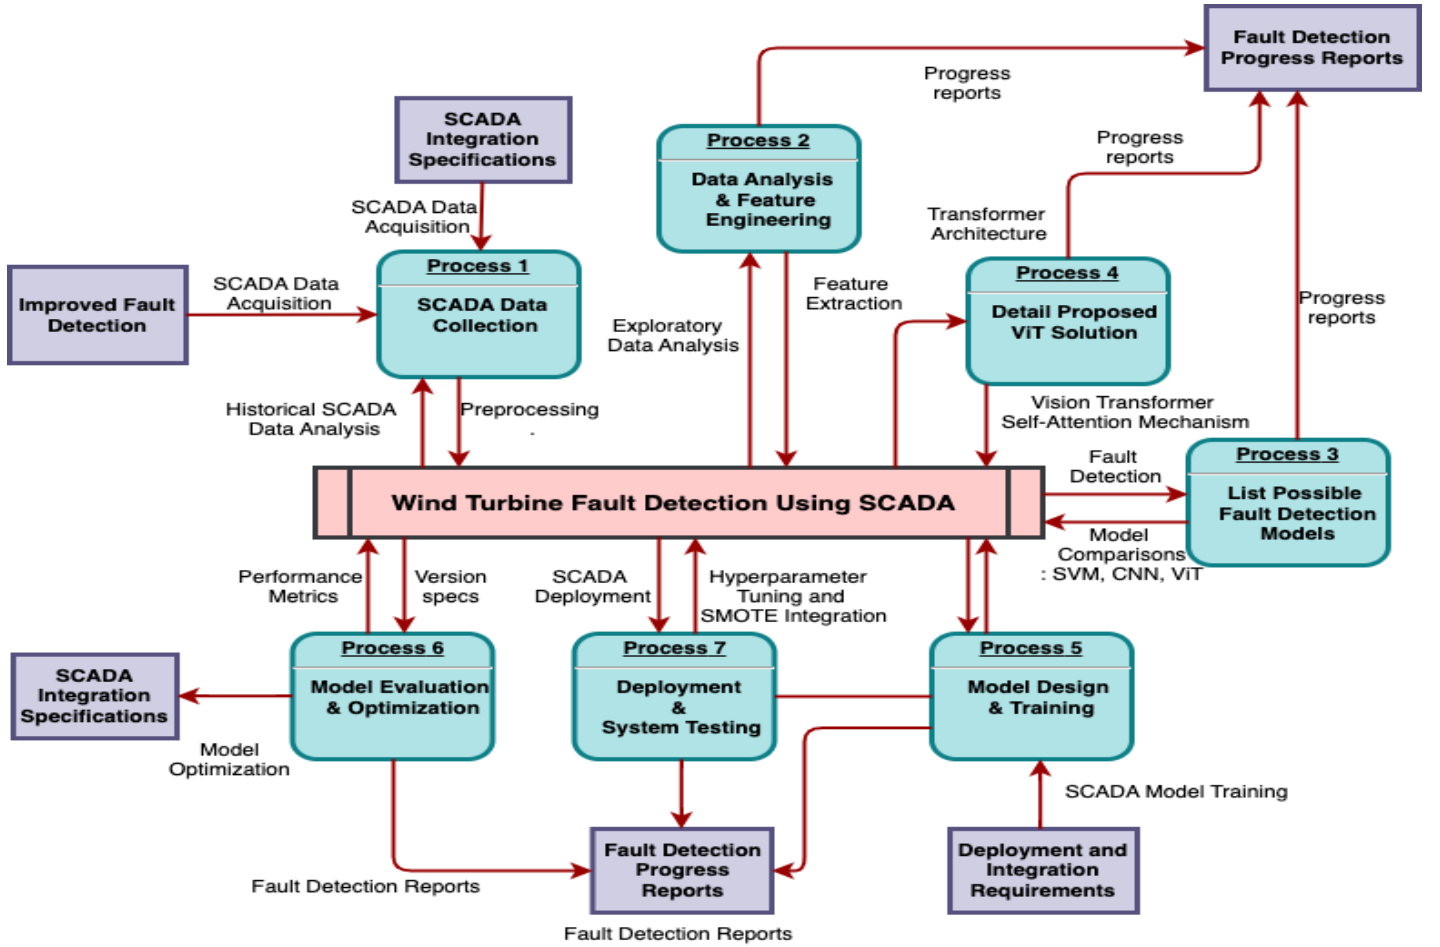 Fault Detection
Progress Reports
Progress
reports
SCADA
Integration
Specifications
Process 2
Data Analysis
& Feature
Engineering
Progress
reports
SCADA Data
Acquisition
Transformer
Architecture
Process 1
SCADA Data
Collection
Process 4
Detail Proposed
ViT Solution
Improved Fault
Detection
SCADA Data
Acquisition
Feature
Extraction
Exploratory
Data Analysis
Progress
reports
Historical SCADA
Data Analysis
Preprocessing
.
Vision Transformer
Self-Attention Mechanism
Process 3
List Possible
Fault Detection
Models
Fault
Detection
Wind Turbine Fault Detection Using SCADA
Model
Comparisons
: SVM, CNN, ViT
Performance
Metrics
Version
specs
SCADA
Deployment
Hyperparameter
Tuning and
SMOTE Integration
Process 6
Model Evaluation
& Optimization
Process 7
Deployment
&
System Testing
Process 5
Model Design
& Training
SCADA
Integration
Specifications
Model
Optimization
SCADA Model Training
Fault Detection
Progress
Reports
Deployment and
Integration
Requirements
Fault Detection Reports
Fault Detection Reports